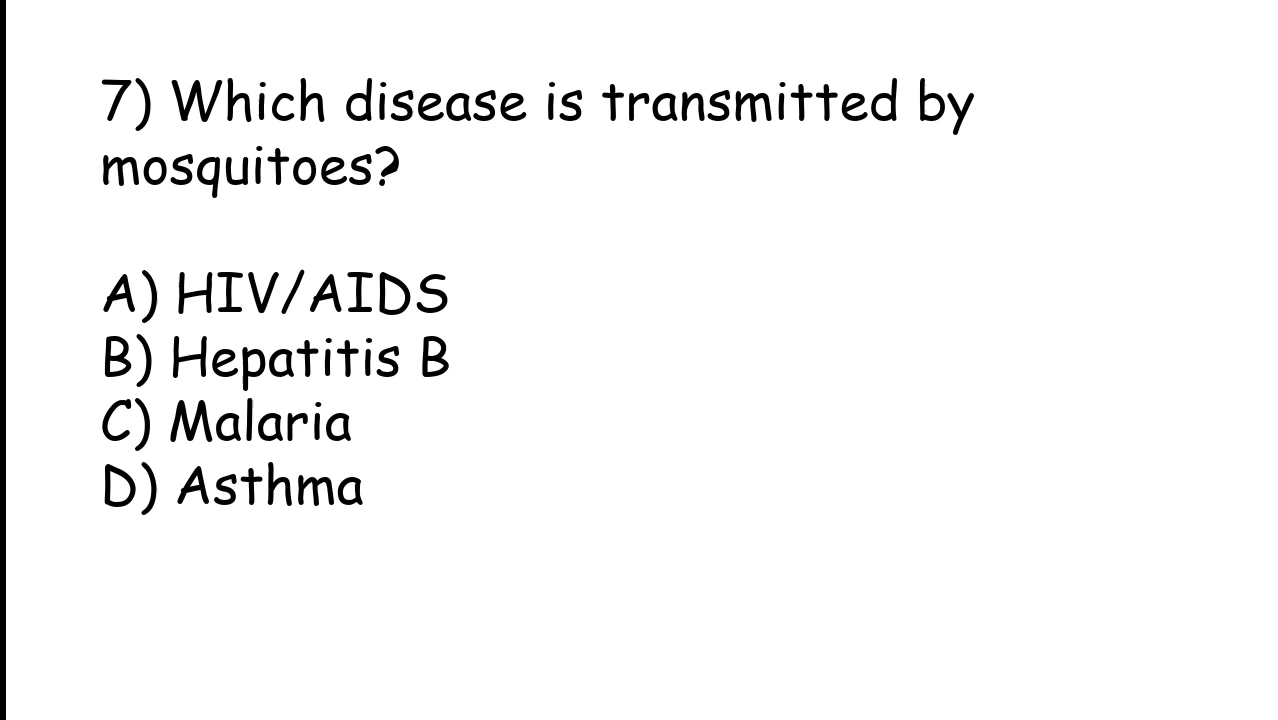 7) Which disease is transmitted by
mosquitoes?
A) HIV/AIDS
B) Hepatitis B
C) Malaria
D) Asthma